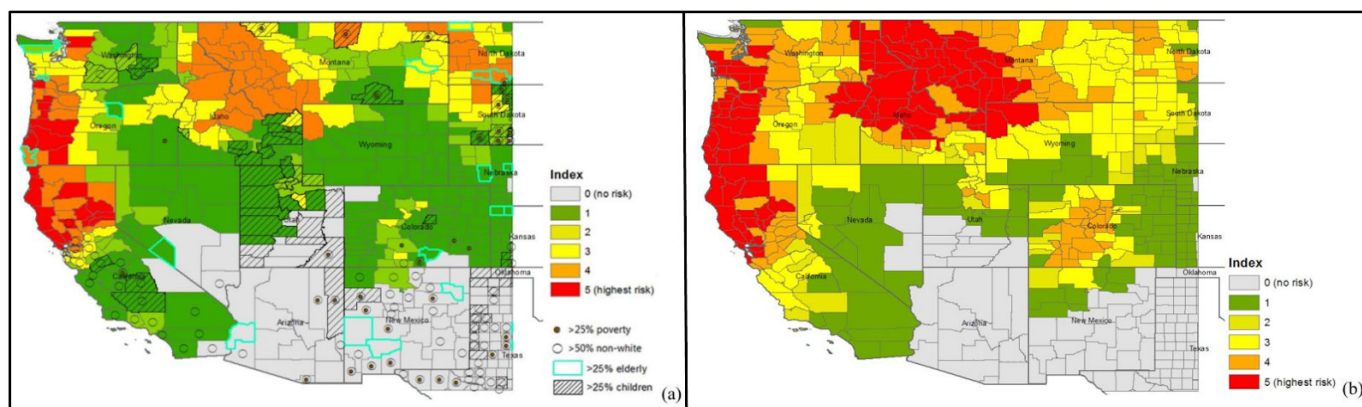 Washington
Montana
North Dakota
Oregon
Idaho
South Dakota
Wyoming
Nebraska
Nevada
Utah
Colorado
Kansas
California
Oklahoma
Arizona
New Mexico
Texas
Index
0 (no risk)
1
2
3
4
5 (highest risk)
>25% poverty
>50% non-white
>25% elderly
>25% children
(a)
Washington
Montana
North Dakota
Oregon
Idaho
South Dakota
Wyoming
Nebraska
Nevada
Utah
Colorado
Kansas
California
Oklahoma
Arizona
New Mexico
Texas
Index
0 (no risk)
1
2
3
4
5 (highest risk)
(b)